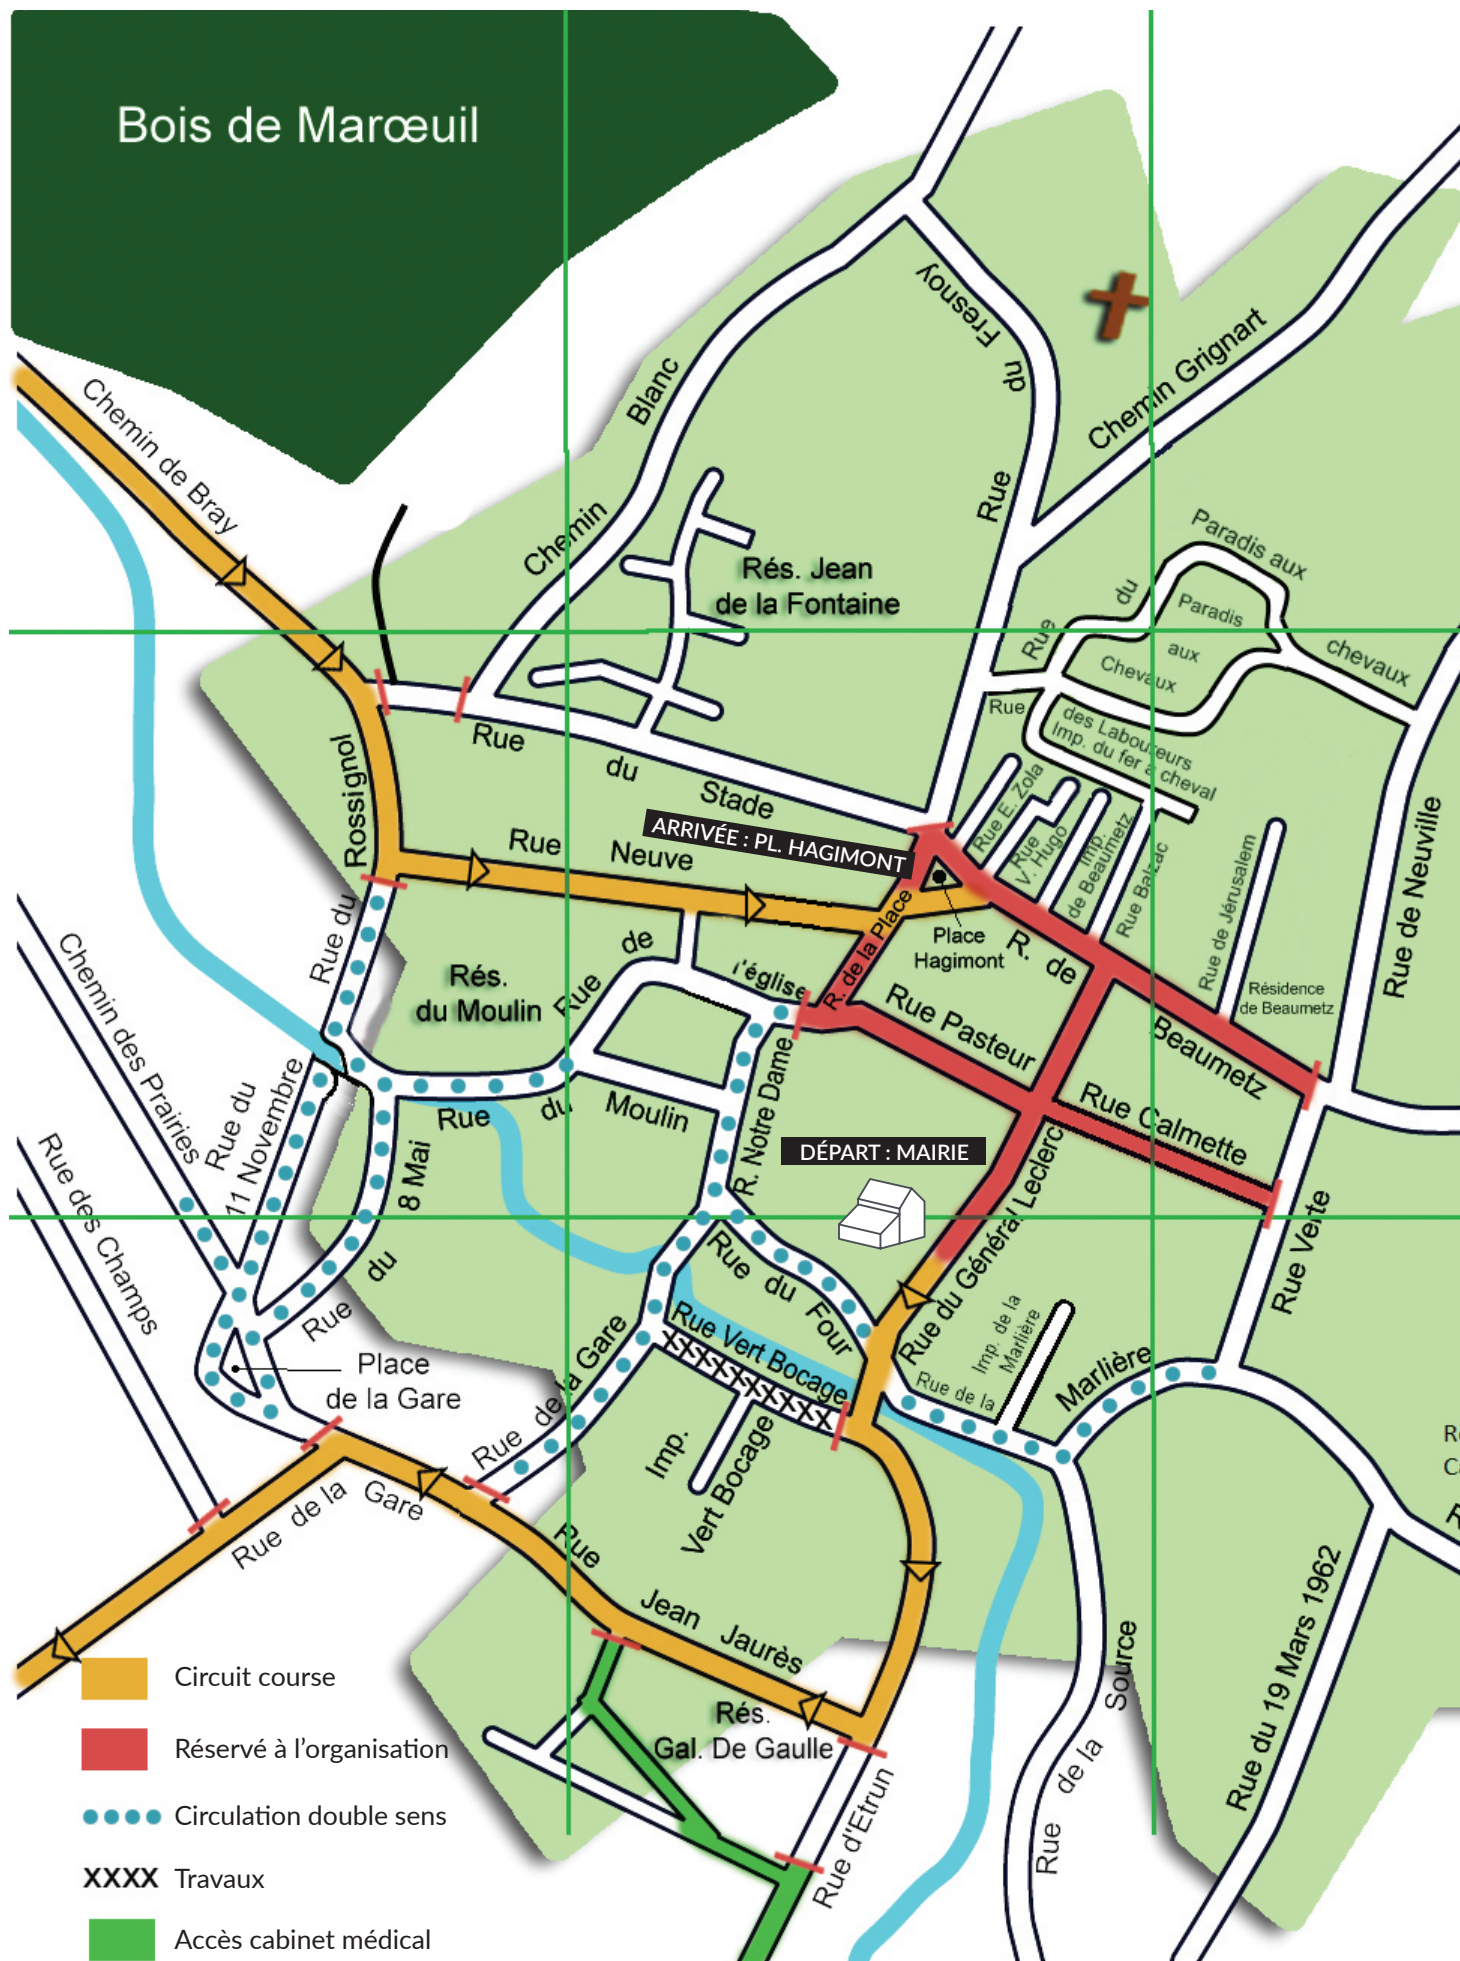 Bois de Marœuil
Chemin de Bray
Blanc
Chemin
Rue
du
Fresnoy
Chemin Grignart
Rés. Jean
de la Fontaine
Paradis aux
chevaux
Rue
du
Paradis
aux
Chevaux
Rue
des Laboureurs
Imp. du fer à cheval
Rue
du
Stade
Rossignol
Rue du
Rue
Neuve
ARRIVÉE : PL. HAGIMONT
Rue E. Zola
Rue
V. Hugo
Imp.
de Beaumetz
Rue Balzac
Rue de Jérusalem
Rue de Neuville
Résidence
de Beaumetz
Place
Hagimont
R. de la Place
R. de
Beaumetz
Rue
de
l'église
Rés.
du Moulin
Rue Pasteur
Rue Calmette
Chemin des Prairies
Rue du
11 Novembre
Rue des Champs
Rue
du
Moulin
R. Notre Dame
DÉPART : MAIRIE
Rue du Général Leclerc
Rue Verte
8 Mai
du
Rue
Place
de la Gare
Rue du Four
Rue Vert Bocage
XXXXXXXXXX
Rue de la Gare
Imp.
Vert Bocage
Imp. de la
Marlière
Rue de la
Marlière
Rue de la
Gare
Rue
Jean
Jaurès
Rés.
Gal. De Gaulle
Rue d'Etrun
Rue
de la
Source
Rue du 19 Mars 1962
Circuit course
Réservé à l'organisation
Circulation double sens
XXXX Travaux
Accès cabinet médical